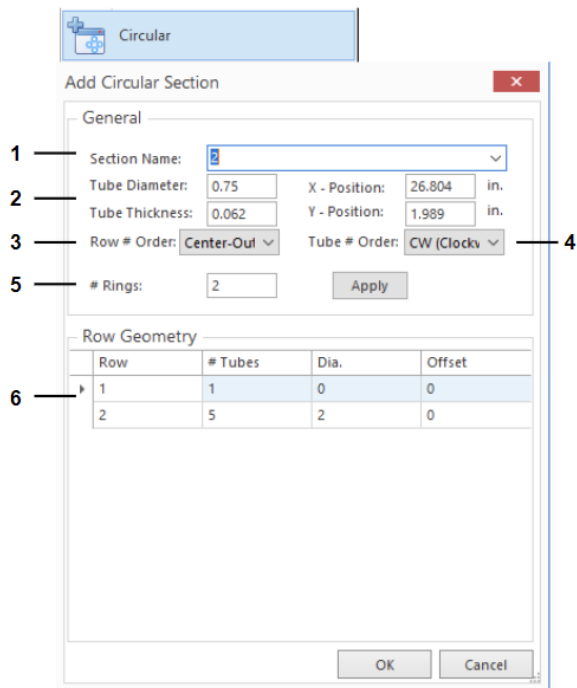 Circular
Add Circular Section
General
1 Section Name: 2
2 Tube Diameter: 0.75 X - Position: 26.804 in.
Tube Thickness: 0.062 Y - Position: 1.989 in.
3 Row # Order: Center-Out Tube # Order: CW (Clockw 4
5 # Rings: 2 Apply
Row Geometry
Row # Tubes Dia. Offset
6 1 1 0 0
2 5 2 0
OK Cancel